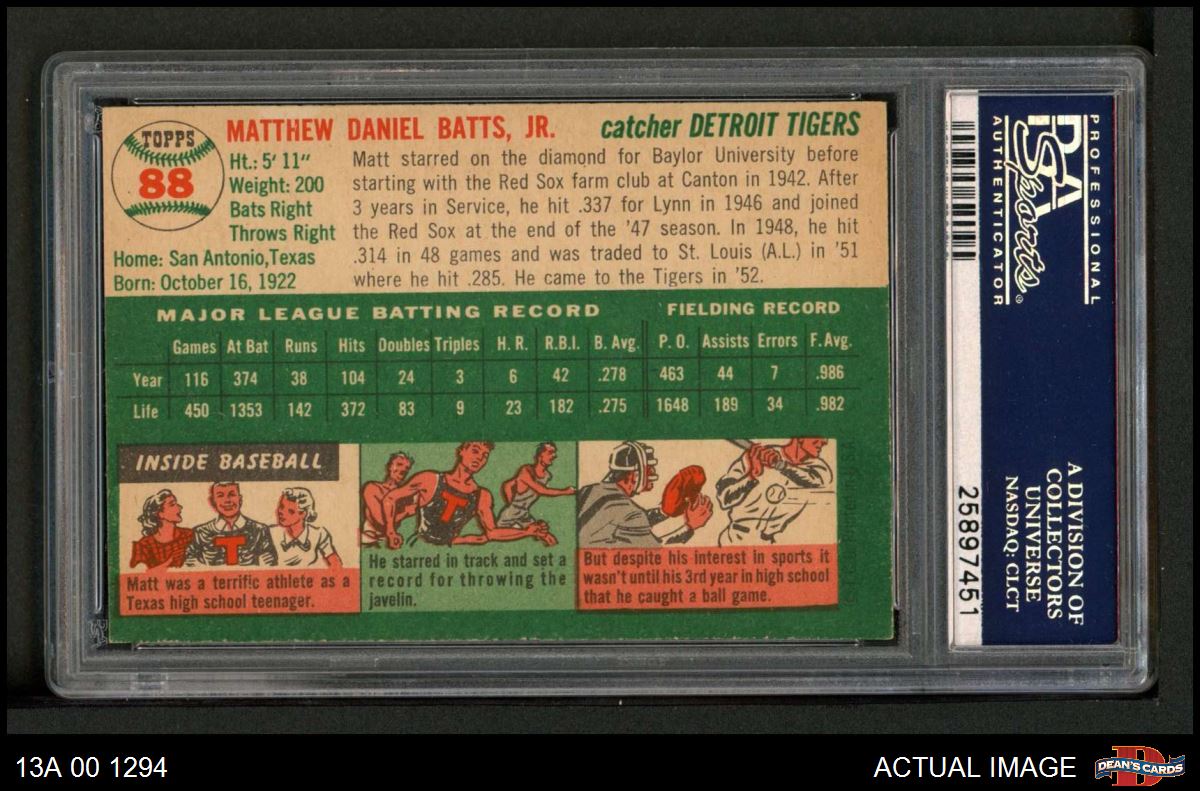 TOPPS
88
MATTHEW DANIEL BATTS, JR.
catcher DETROIT TIGERS
Ht.: 5' 11"
Weight: 200
Bats Right
Throws Right
Home: San Antonio, Texas
Born: October 16, 1922
Matt starred on the diamond for Baylor University before
starting with the Red Sox farm club at Canton in 1942. After
3 years in Service, he hit .337 for Lynn in 1946 and joined
the Red Sox at the end of the '47 season. In 1948, he hit
.314 in 48 games and was traded to St. Louis (A.L.) in '51
where he hit .285. He came to the Tigers in '52.
MAJOR LEAGUE BATTING RECORD FIELDING RECORD
Games At Bat Runs Hits Doubles Triples H. R. R.B.I. B. Avg. P. O. Assists Errors F. Avg.
Year 116 374 38 104 24 3 6 42 .278 463 44 7 .986
Life 450 1353 142 372 83 9 23 182 .275 1648 189 34 .982
INSIDE BASEBALL
T
Matt was a terrific athlete as a
Texas high school teenager.
T
He starred in track and set a
record for throwing the
javelin.
But despite his interest in sports it
wasn't until his 3rd year in high school
that he caught a ball game.
PROFESSIONAL
PSA
Sports
®
AUTHENTICATOR
A DIVISION OF
COLLECTORS
UNIVERSE
NASDAQ: CLCT
25897451
13A 00 1294
ACTUAL IMAGE
D
DEAN'S CARDS